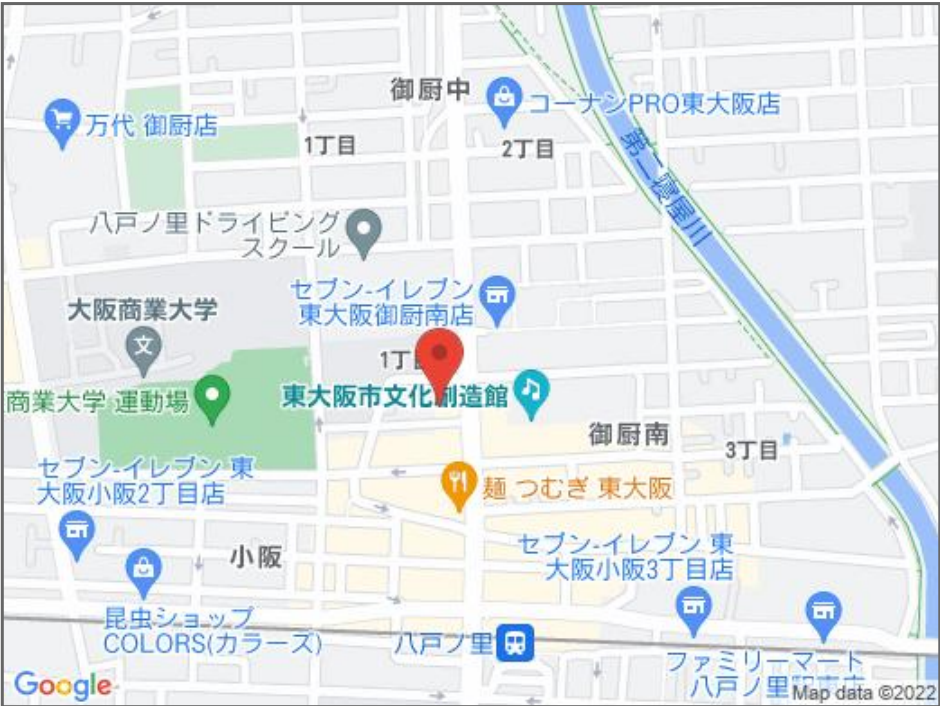 御厨中
コーナンPRO東大阪店
万代 御厨店
1丁目
2丁目
第二寝屋川
八戸ノ里ドライビング
スクール
セブン-イレブン
東大阪御厨南店
大阪商業大学
文
1丁
東大阪市文化創造館
商業大学 運動場
御厨南
3丁目
セブン-イレブン 東
大阪小阪2丁目店
麺 つむぎ 東大阪
小阪
セブン-イレブン 東
大阪小阪3丁目店
昆虫ショップ
COLORS(カラーズ)
八戸ノ里
ファミリーマート
八戸ノ里
Google
Map data ©2022